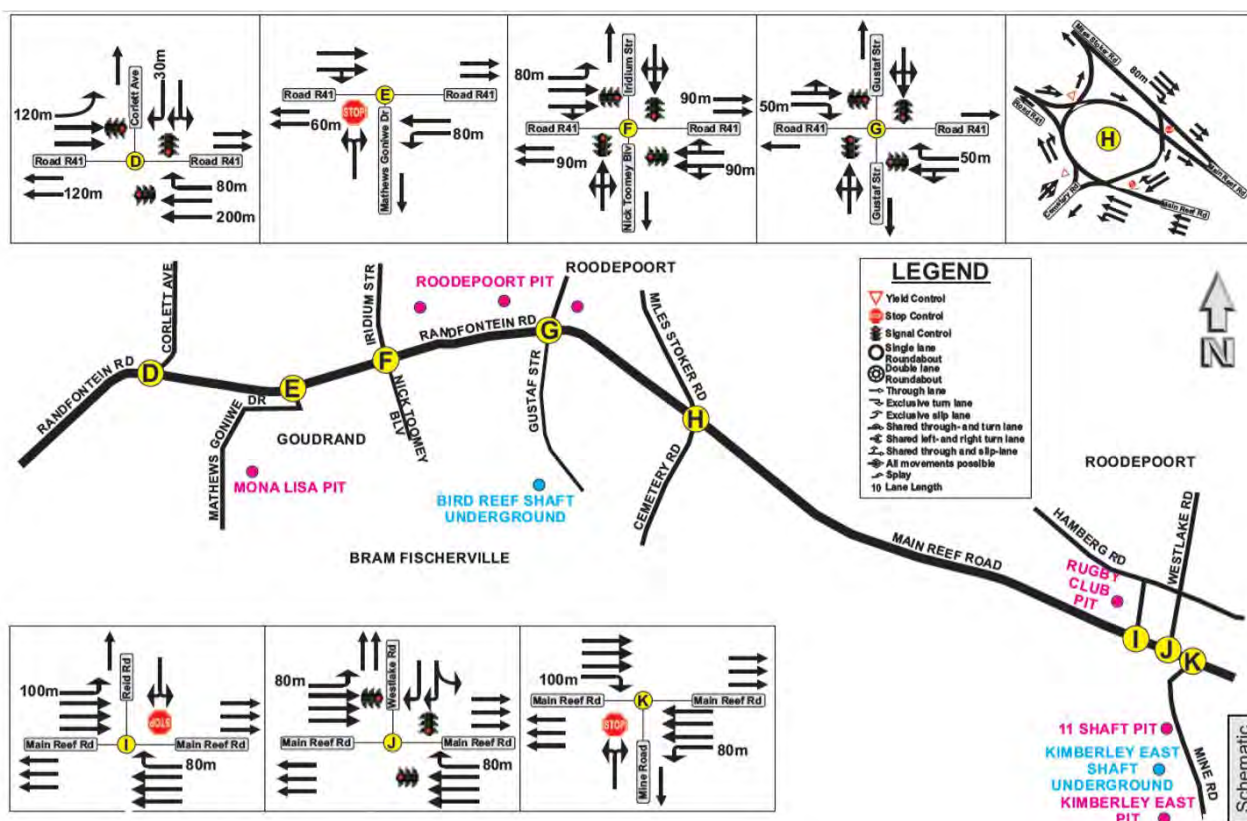 30m
120m
Corlett Ave
Road R41
D
Road R41
120m
80m
200m
Road R41
E
Road R41
STOP
60m
Mathews Goniwe Dr
80m
80m
Iridium Str
90m
Road R41
F
Road R41
90m
Nick Toomey Blv
90m
50m
Gustaf Str
Road R41
G
Road R41
Gustaf Str
50m
Miles Stoker Rd
80m
Road R41
H
Main Reef Rd
Cemetery Rd
Main Reef Rd
CORLETT AVE
RANDFONTEIN RD
D
E
MATHEWS GONIWE DR
GOUDRAND
MONA LISA PIT
IRIDIUM STR
F
NICK TOOMEY
BLV
ROODEPOORT PIT
RANDFONTEIN RD
ROODEPOORT
G
GUSTAF STR
BIRD REEF SHAFT
UNDERGROUND
BRAM FISCHERVILLE
MILES STOKER RD
H
CEMETERY RD
LEGEND
Yield Control
STOP Stop Control
Signal Control
Single lane
Roundabout
Double lane
Roundabout
Through lane
Exclusive turn lane
Exclusive slip lane
Shared through- and turn lane
Shared left- and right turn lane
Shared through and slip-lane
All movements possible
Splay
10 Lane Length
N
ROODEPOORT
MAIN REEF ROAD
HAMBERG RD
WESTLAKE RD
RUGBY
CLUB
PIT
I
J
K
11 SHAFT PIT
KIMBERLEY EAST
SHAFT
UNDERGROUND
KIMBERLEY EAST
PIT
MINE RD
Schematic
Reid Rd
100m
STOP
Main Reef Rd
I
Main Reef Rd
80m
80m
Westlake Rd
Main Reef Rd
J
Main Reef Rd
80m
100m
Main Reef Rd
K
Main Reef Rd
STOP
Mine Road
80m